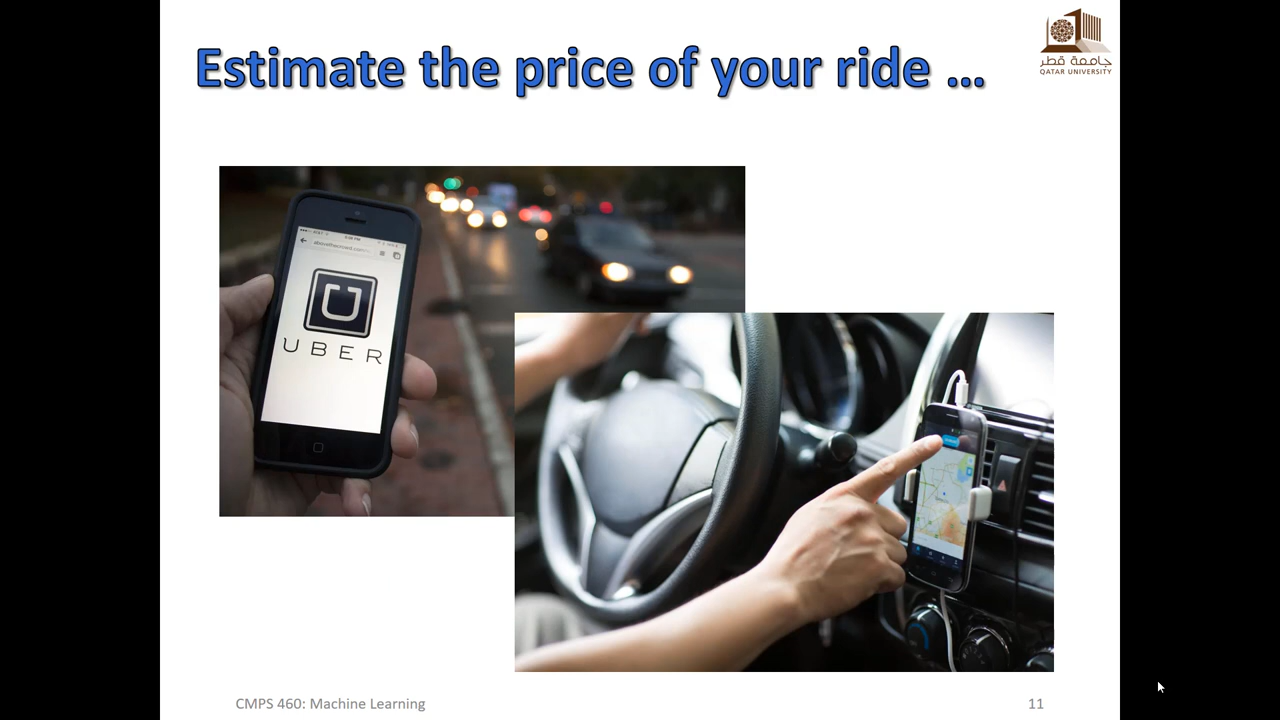 Estimate the price of your ride ...
جامعة قطر
QATAR UNIVERSITY
UBER
CMPS 460: Machine Learning
11